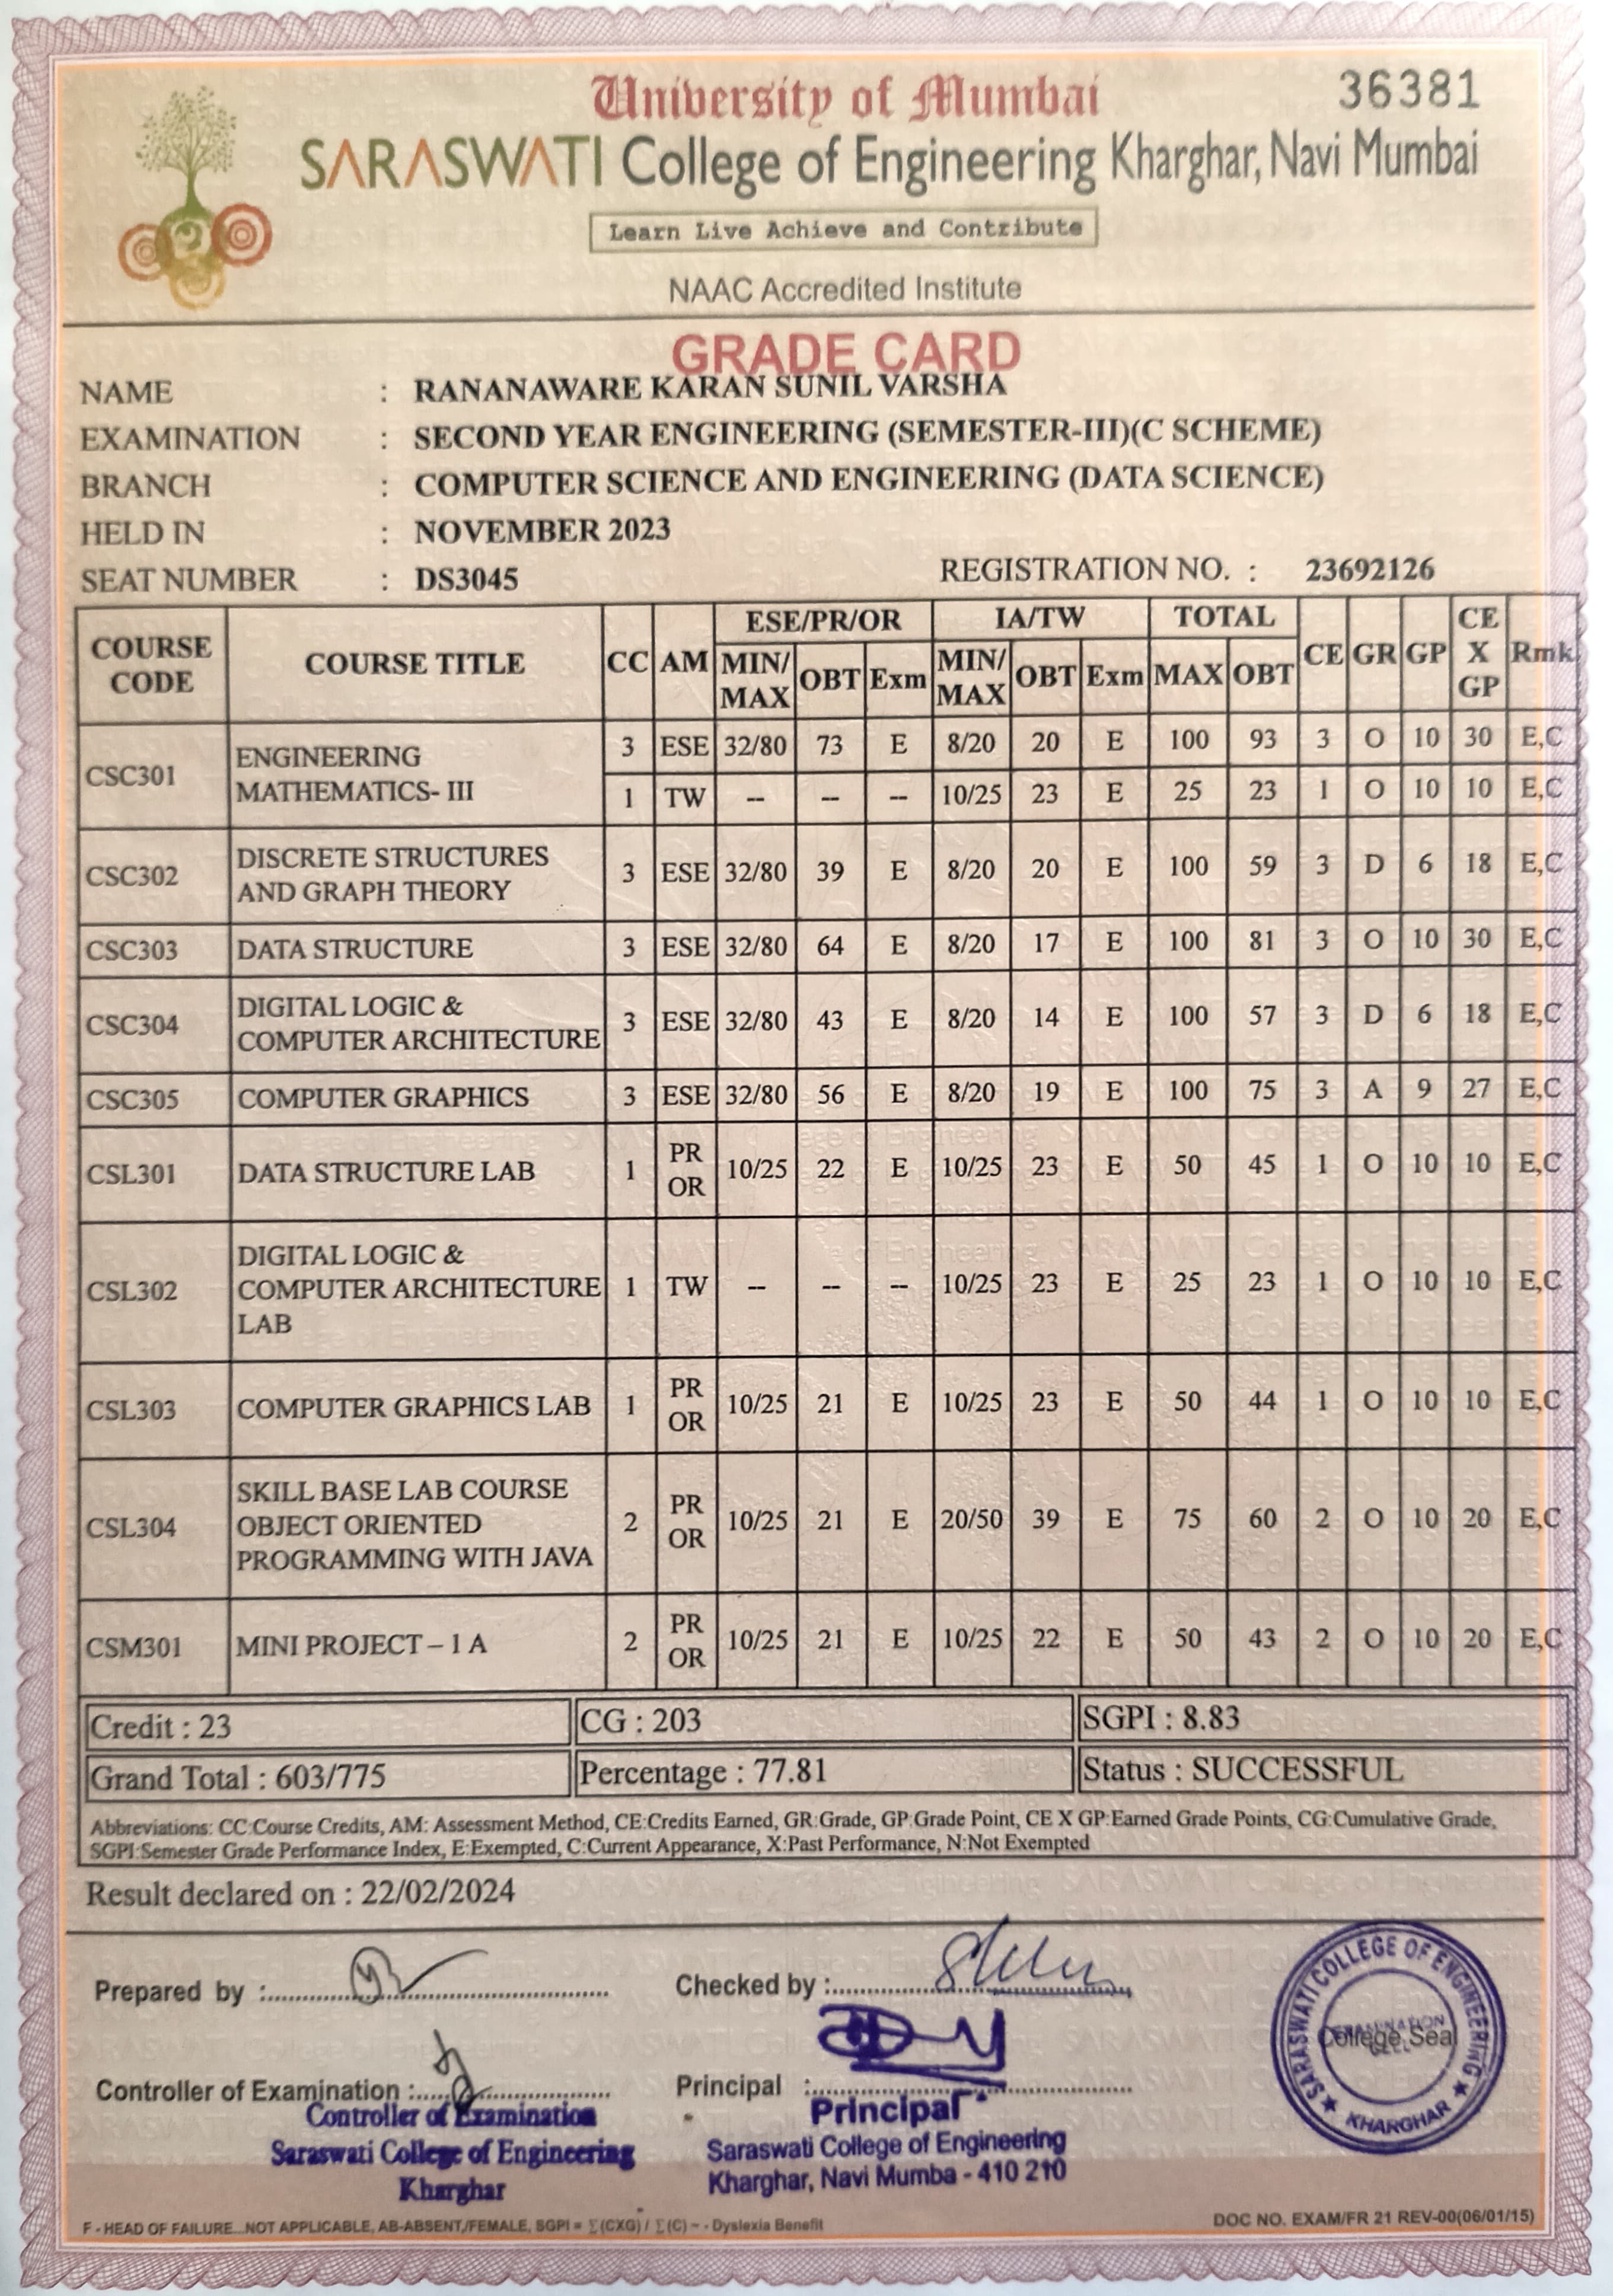 36381
University of Mumbai
SARASWATI College of Engineering Kharghar, Navi Mumbai
Learn Live Achieve and Contribute
NAAC Accredited Institute
GRADE CARD
NAME : RANANAWARE KARAN SUNIL VARSHA
EXAMINATION : SECOND YEAR ENGINEERING (SEMESTER-III)(C SCHEME)
BRANCH : COMPUTER SCIENCE AND ENGINEERING (DATA SCIENCE)
HELD IN : NOVEMBER 2023
SEAT NUMBER : DS3045 REGISTRATION NO. : 23692126
COURSE CODE COURSE TITLE CC AM ESE/PR/OR IA/TW TOTAL CE GR GP CE X GP Rmk
MIN/MAX OBT Exm MIN/MAX OBT Exm MAX OBT
CSC301 ENGINEERING MATHEMATICS- III 3 ESE 32/80 73 E 8/20 20 E 100 93 3 O 10 30 E,C
1 TW -- -- -- 10/25 23 E 25 23 1 O 10 10 E,C
CSC302 DISCRETE STRUCTURES AND GRAPH THEORY 3 ESE 32/80 39 E 8/20 20 E 100 59 3 D 6 18 E,C
CSC303 DATA STRUCTURE 3 ESE 32/80 64 E 8/20 17 E 100 81 3 O 10 30 E,C
CSC304 DIGITAL LOGIC & COMPUTER ARCHITECTURE 3 ESE 32/80 43 E 8/20 14 E 100 57 3 D 6 18 E,C
CSC305 COMPUTER GRAPHICS 3 ESE 32/80 56 E 8/20 19 E 100 75 3 A 9 27 E,C
CSL301 DATA STRUCTURE LAB 1 PR OR 10/25 22 E 10/25 23 E 50 45 1 O 10 10 E,C
CSL302 DIGITAL LOGIC & COMPUTER ARCHITECTURE LAB 1 TW -- -- -- 10/25 23 E 25 23 1 O 10 10 E,C
CSL303 COMPUTER GRAPHICS LAB 1 PR OR 10/25 21 E 10/25 23 E 50 44 1 O 10 10 E,C
CSL304 SKILL BASE LAB COURSE OBJECT ORIENTED PROGRAMMING WITH JAVA 2 PR OR 10/25 21 E 20/50 39 E 75 60 2 O 10 20 E,C
CSM301 MINI PROJECT – 1 A 2 PR OR 10/25 21 E 10/25 22 E 50 43 2 O 10 20 E,C
Credit : 23 CG : 203 SGPI : 8.83
Grand Total : 603/775 Percentage : 77.81 Status : SUCCESSFUL
Abbreviations: CC:Course Credits, AM: Assessment Method, CE:Credits Earned, GR:Grade, GP:Grade Point, CE X GP:Earned Grade Points, CG:Cumulative Grade,
SGPI:Semester Grade Performance Index, E:Exempted, C:Current Appearance, X:Past Performance, N:Not Exempted
Result declared on : 22/02/2024
Prepared by : Checked by :
Controller of Examination : Principal :
Controller of Examination
Saraswati College of Engineering
Kharghar
Principal
Saraswati College of Engineering
Kharghar, Navi Mumba - 410 210
SARASWATI COLLEGE OF ENGINEERING
EXAMINATION CELL
College Seal
★ KHARGHAR ★
F - HEAD OF FAILURE...NOT APPLICABLE, AB-ABSENT,/FEMALE, SGPI = ∑(CXG) / ∑(C) ~ - Dyslexia Benefit
DOC NO. EXAM/FR 21 REV-00(06/01/15)